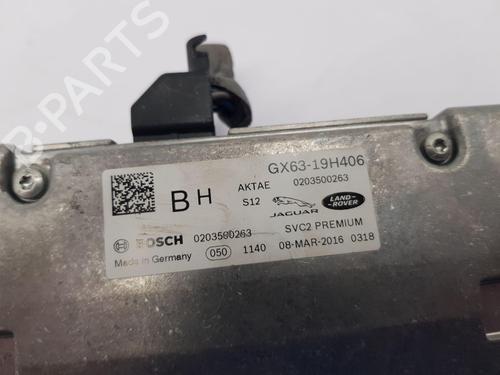 GX63-19H406
BH
AKTAE
0203500263
S12
JAGUAR
LAND-
ROVER
BOSCH 0203500263
SVC2 PREMIUM
Made in Germany
050 1140 08-MAR-2016 0318
B-PARTS